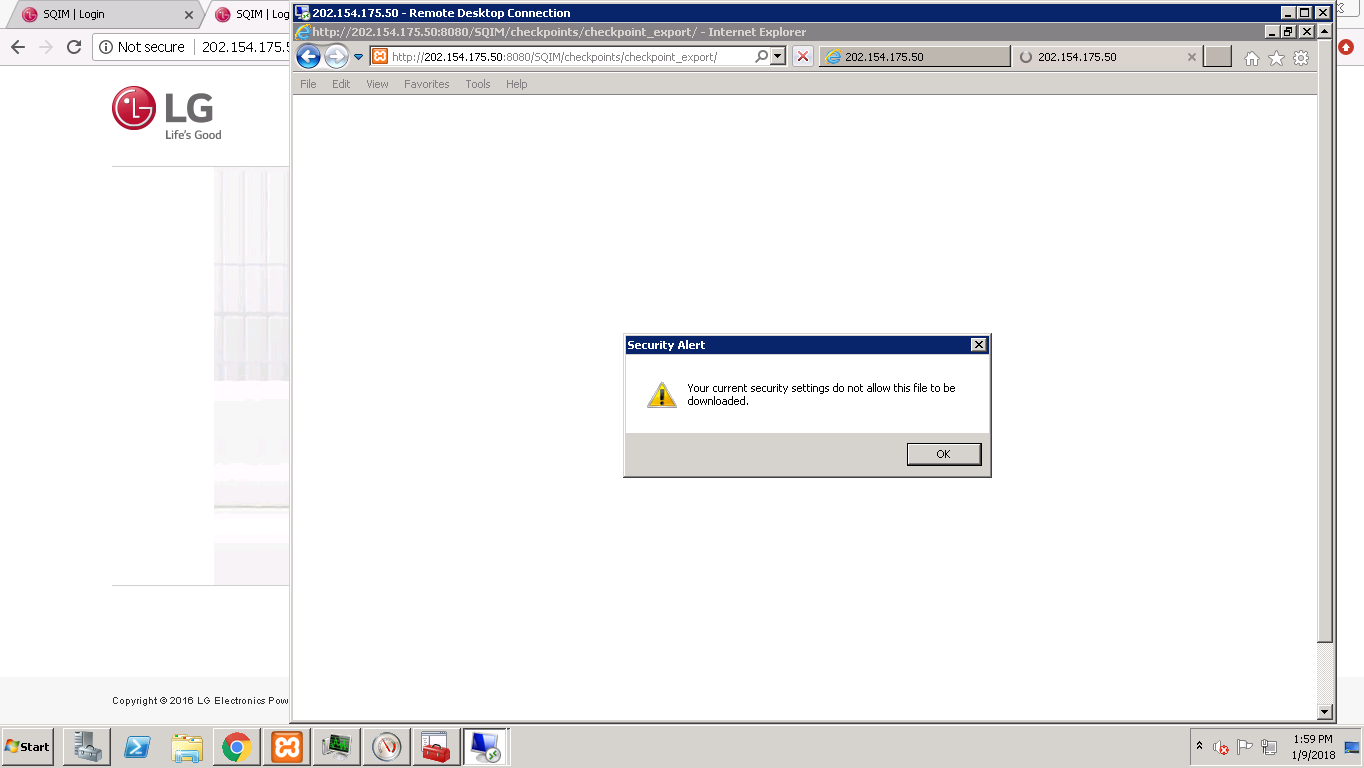 SQIM | Login
SQIM | Log
Not secure
202.154.175.5
LG
Life's Good
Copyright © 2016 LG Electronics Pow
202.154.175.50 - Remote Desktop Connection
http://202.154.175.50:8080/SQIM/checkpoints/checkpoint_export/ - Internet Explorer
http://202.154.175.50:8080/SQIM/checkpoints/checkpoint_export/
202.154.175.50
202.154.175.50
File Edit View Favorites Tools Help
Security Alert
Your current security settings do not allow this file to be
downloaded.
OK
Start
1:59 PM
1/9/2018